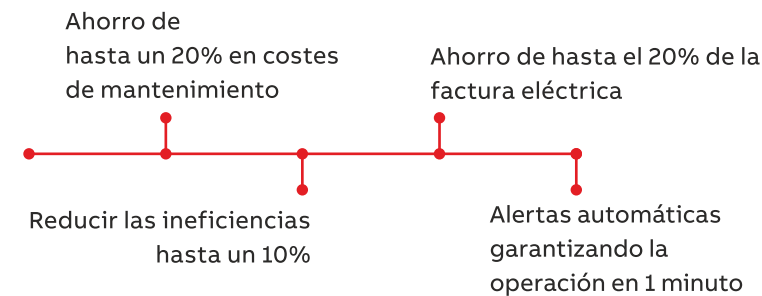 Ahorro de
hasta un 20% en costes
de mantenimiento
Ahorro de hasta el 20% de la
factura eléctrica
Reducir las ineficiencias
hasta un 10%
Alertas automáticas
garantizando la
operación en 1 minuto